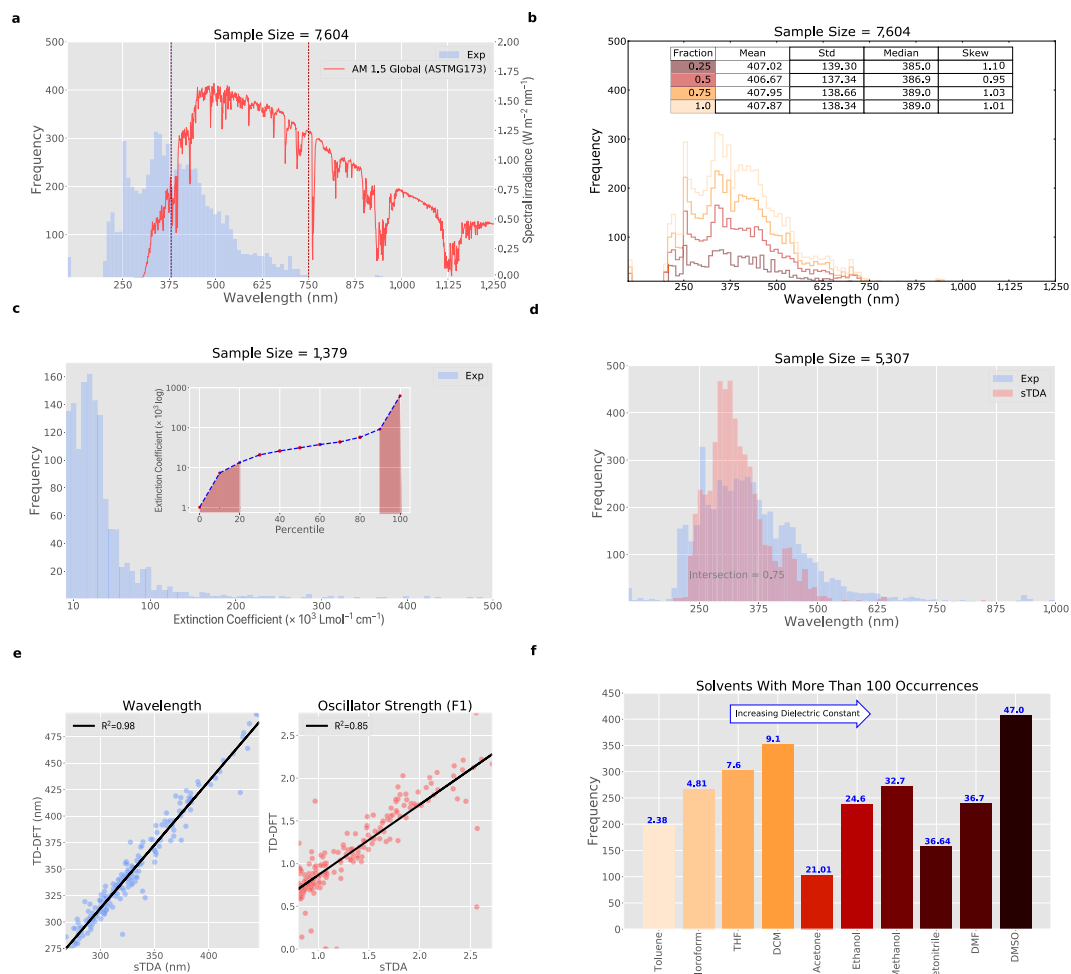 a
Sample Size = 7,604
Exp
AM 1.5 Global (ASTMG173)
500
400
300
200
100
Frequency
2.00
1.75
1.50
1.25
1.00
0.75
0.50
0.25
0.00
Spectral irradiance (W m⁻² nm⁻¹)
125 250 375 500 625 750 875 1,000 1,125 1,250
Wavelength (nm)
b
Sample Size = 7,604
Fraction Mean Std Median Skew
0.25 407.02 139.30 385.0 1.10
0.5 406.67 137.34 386.9 0.95
0.75 407.95 138.66 389.0 1.03
1.0 407.87 138.34 389.0 1.01
500
400
300
200
100
Frequency
250 375 500 625 750 875 1,000 1,125 1,250
Wavelength (nm)
c
Sample Size = 1,379
Exp
160
140
120
100
80
60
40
20
Frequency
1000
100
10
1
Extinction Coefficient (× 10³ log)
0 20 40 60 80 100
Percentile
10 100 200 300 400 500
Extinction Coefficient (× 10³ Lmol⁻¹ cm⁻¹)
d
Sample Size = 5,307
Exp
sTDA
500
400
300
200
100
Frequency
Intersection = 0.75
250 375 500 625 750 875 1,000
Wavelength (nm)
e
Wavelength
R²=0.98
475
450
425
400
375
350
325
300
275
TD-DFT (nm)
300 350 400
sTDA (nm)
Oscillator Strength (F1)
R²=0.85
2.5
2.0
1.5
1.0
0.5
0.0
TD-DFT
1.0 1.5 2.0 2.5
sTDA
f
Solvents With More Than 100 Occurrences
Increasing Dielectric Constant
450
400
350
300
250
200
150
100
50
0
Frequency
2.38
4.81
7.6
9.1
21.01
24.6
32.7
36.64
36.7
47.0
Toluene
loroform
THF
DCM
Acetone
Ethanol
Methanol
etonitrile
DMF
DMSO